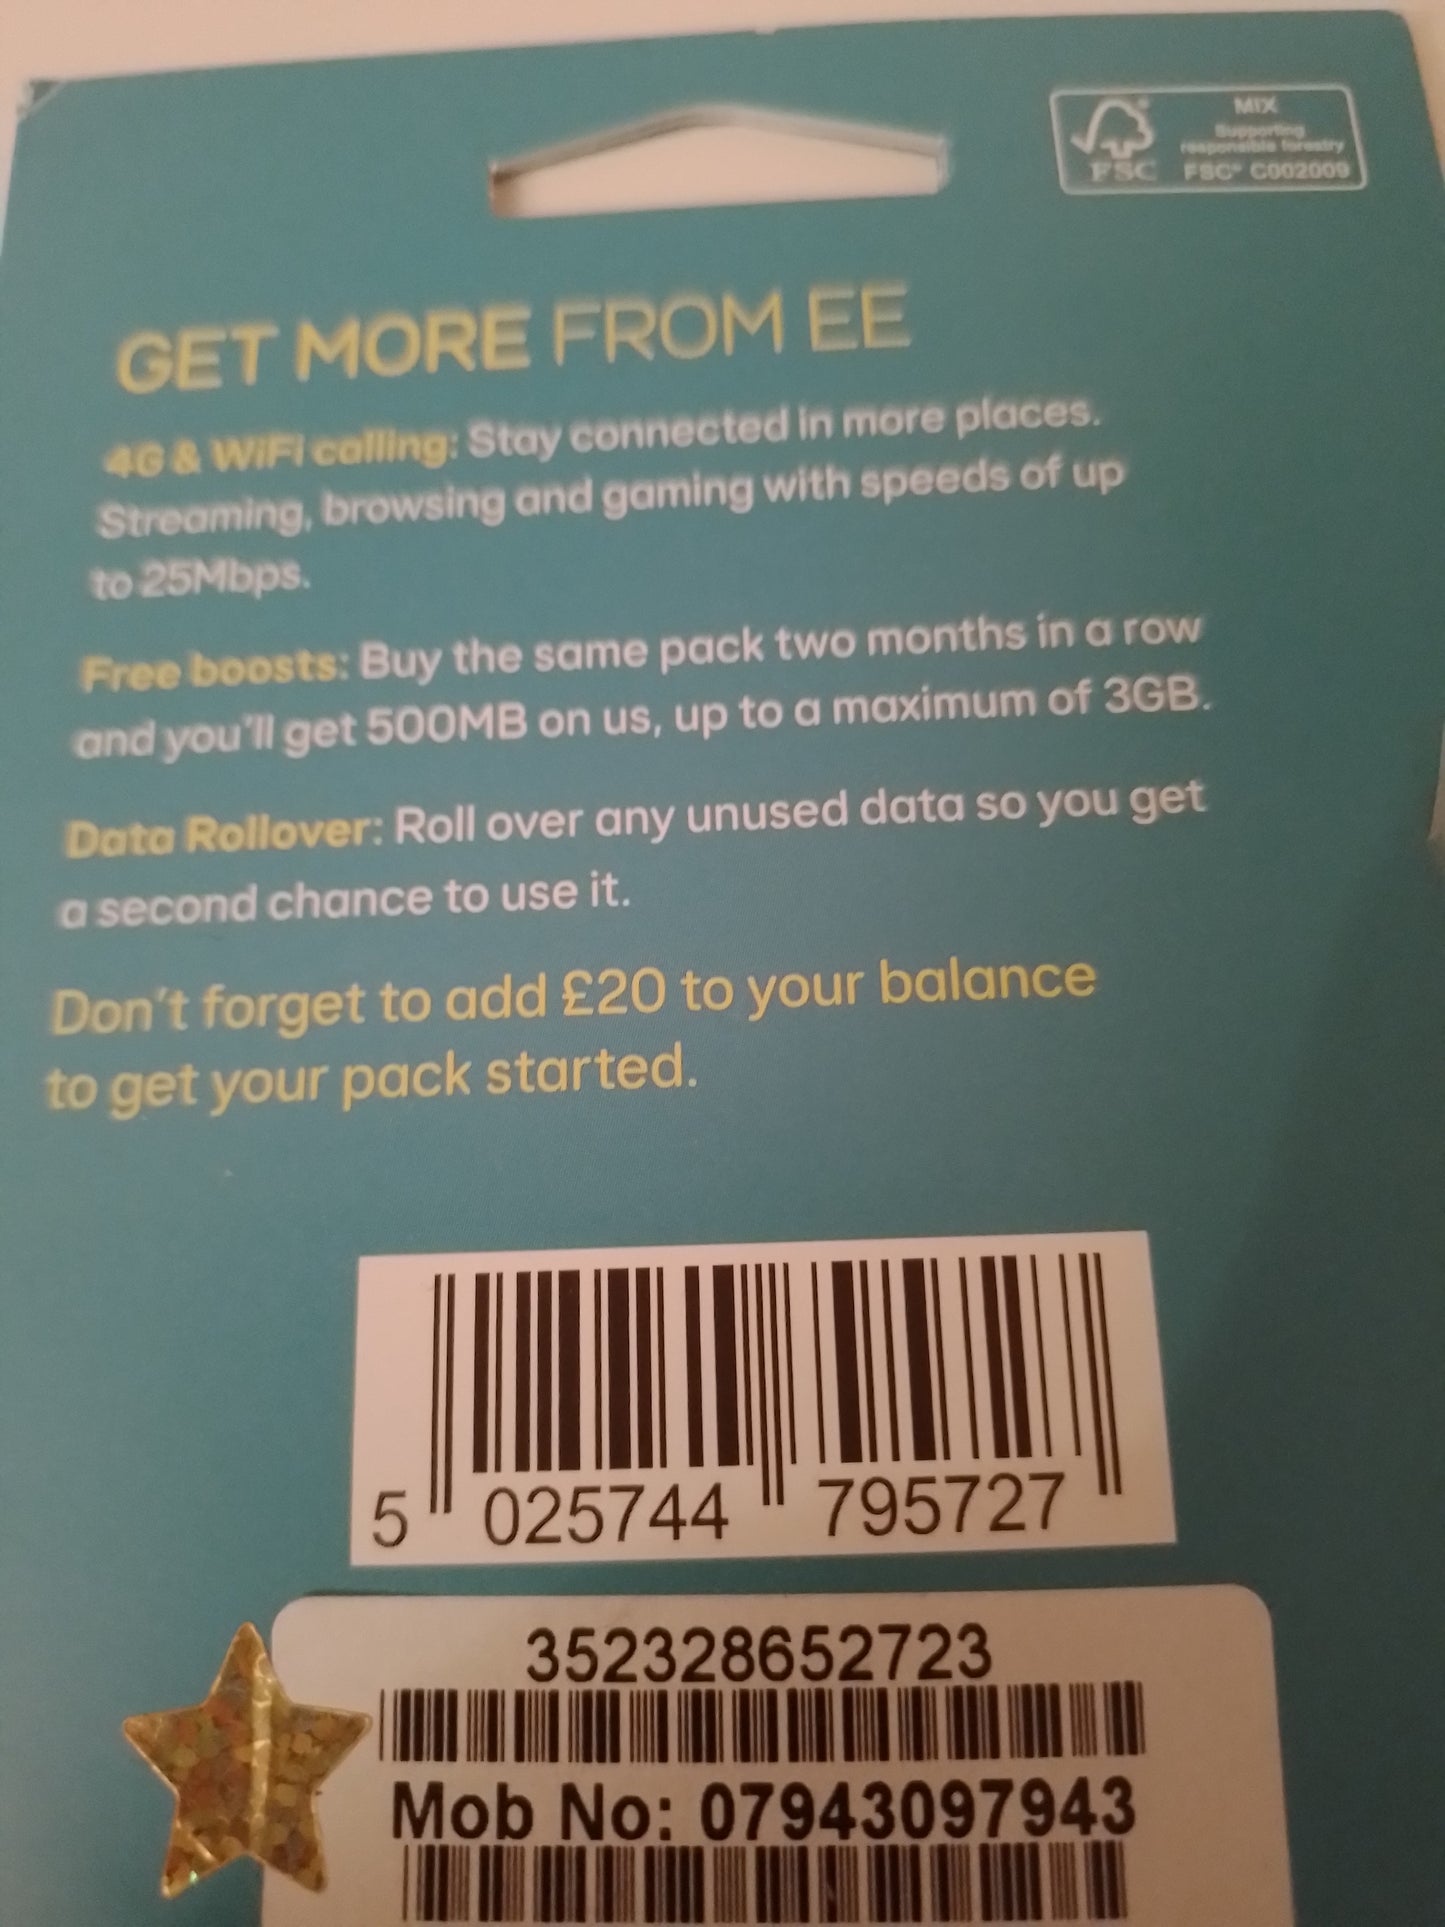 MIX
Supporting
responsible forestry
FSC
FSC® C002009
GET MORE FROM EE
4G & WiFi calling: Stay connected in more places.
Streaming, browsing and gaming with speeds of up
to 25Mbps.
Free boosts: Buy the same pack two months in a row
and you'll get 500MB on us, up to a maximum of 3GB.
Data Rollover: Roll over any unused data so you get
a second chance to use it.
Don't forget to add £20 to your balance
to get your pack started.
5 025744 795727
352328652723
Mob No: 07943097943